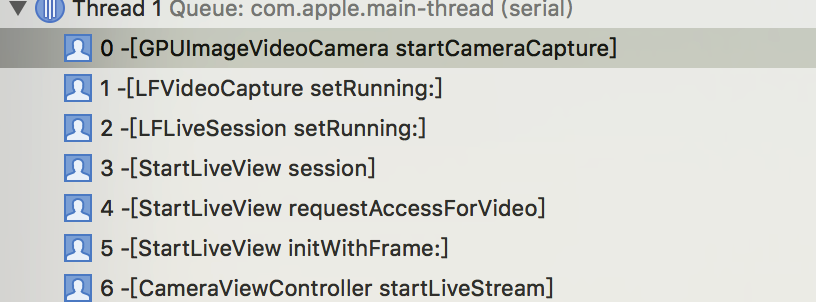 Thread 1 Queue: com.apple.main-thread (serial)
0 -[GPUImageVideoCamera startCameraCapture]
1 -[LFVideoCapture setRunning:]
2 -[LFLiveSession setRunning:]
3 -[StartLiveView session]
4 -[StartLiveView requestAccessForVideo]
5 -[StartLiveView initWithFrame:]
6 -[CameraViewController startLiveStream]